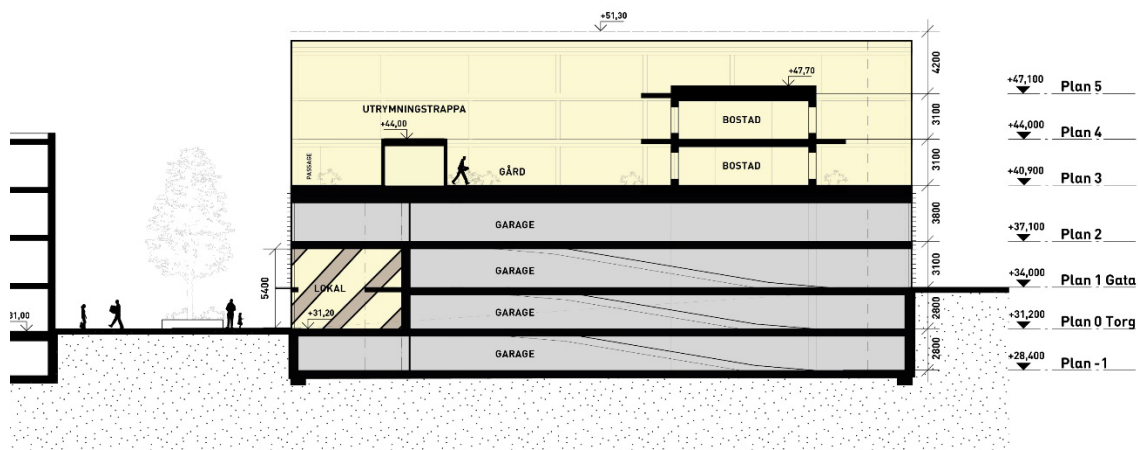 +51,30
4200
+47,70
+47,100 Plan 5
UTRYMNINGSTRAPPA
BOSTAD
3100
+44,00
+44,000 Plan 4
PASSAGE
GÅRD
BOSTAD
3100
+40,900 Plan 3
GARAGE
3800
+37,100 Plan 2
GARAGE
3100
5400
LOKAL
+34,000 Plan 1 Gata
GARAGE
2800
31,00
+31,20
+31,200 Plan 0 Torg
GARAGE
2800
+28,400 Plan -1